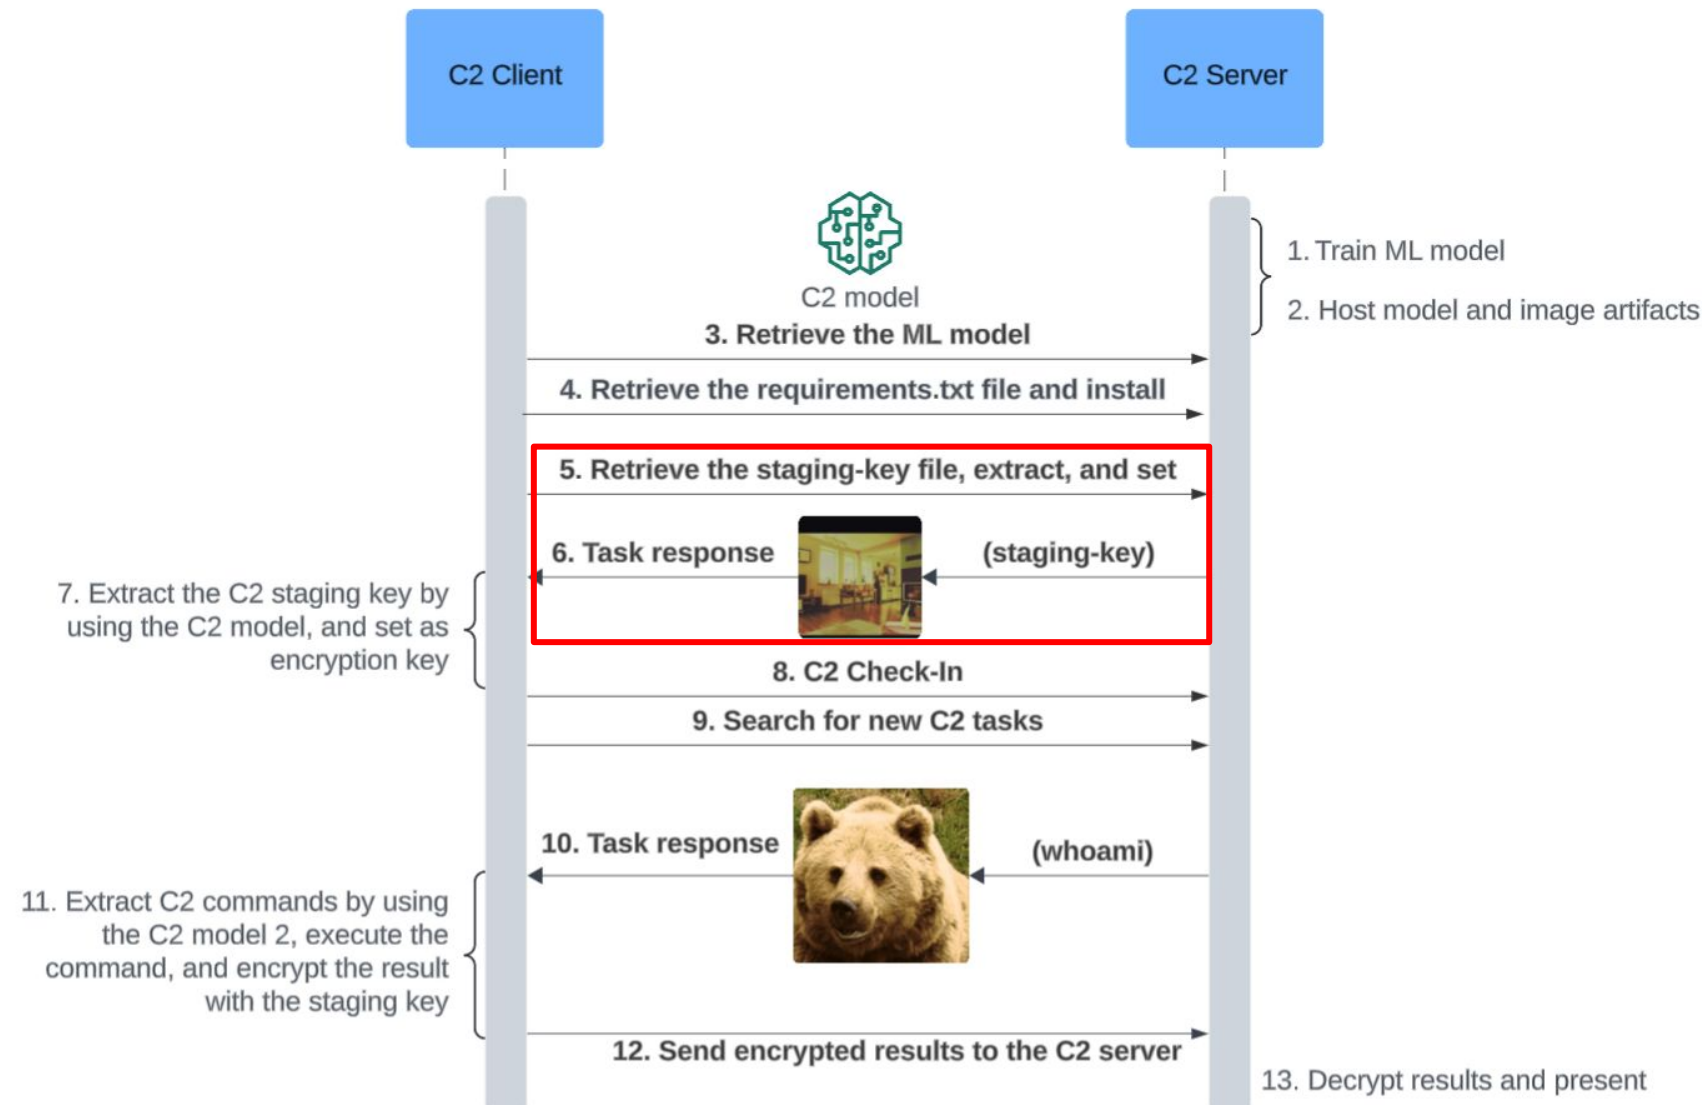 C2 Client
C2 Server
1. Train ML model
2. Host model and image artifacts
C2 model
3. Retrieve the ML model
4. Retrieve the requirements.txt file and install
5. Retrieve the staging-key file, extract, and set
6. Task response
(staging-key)
7. Extract the C2 staging key by
using the C2 model, and set as
encryption key
8. C2 Check-In
9. Search for new C2 tasks
10. Task response
(whoami)
11. Extract C2 commands by using
the C2 model 2, execute the
command, and encrypt the result
with the staging key
12. Send encrypted results to the C2 server
13. Decrypt results and present